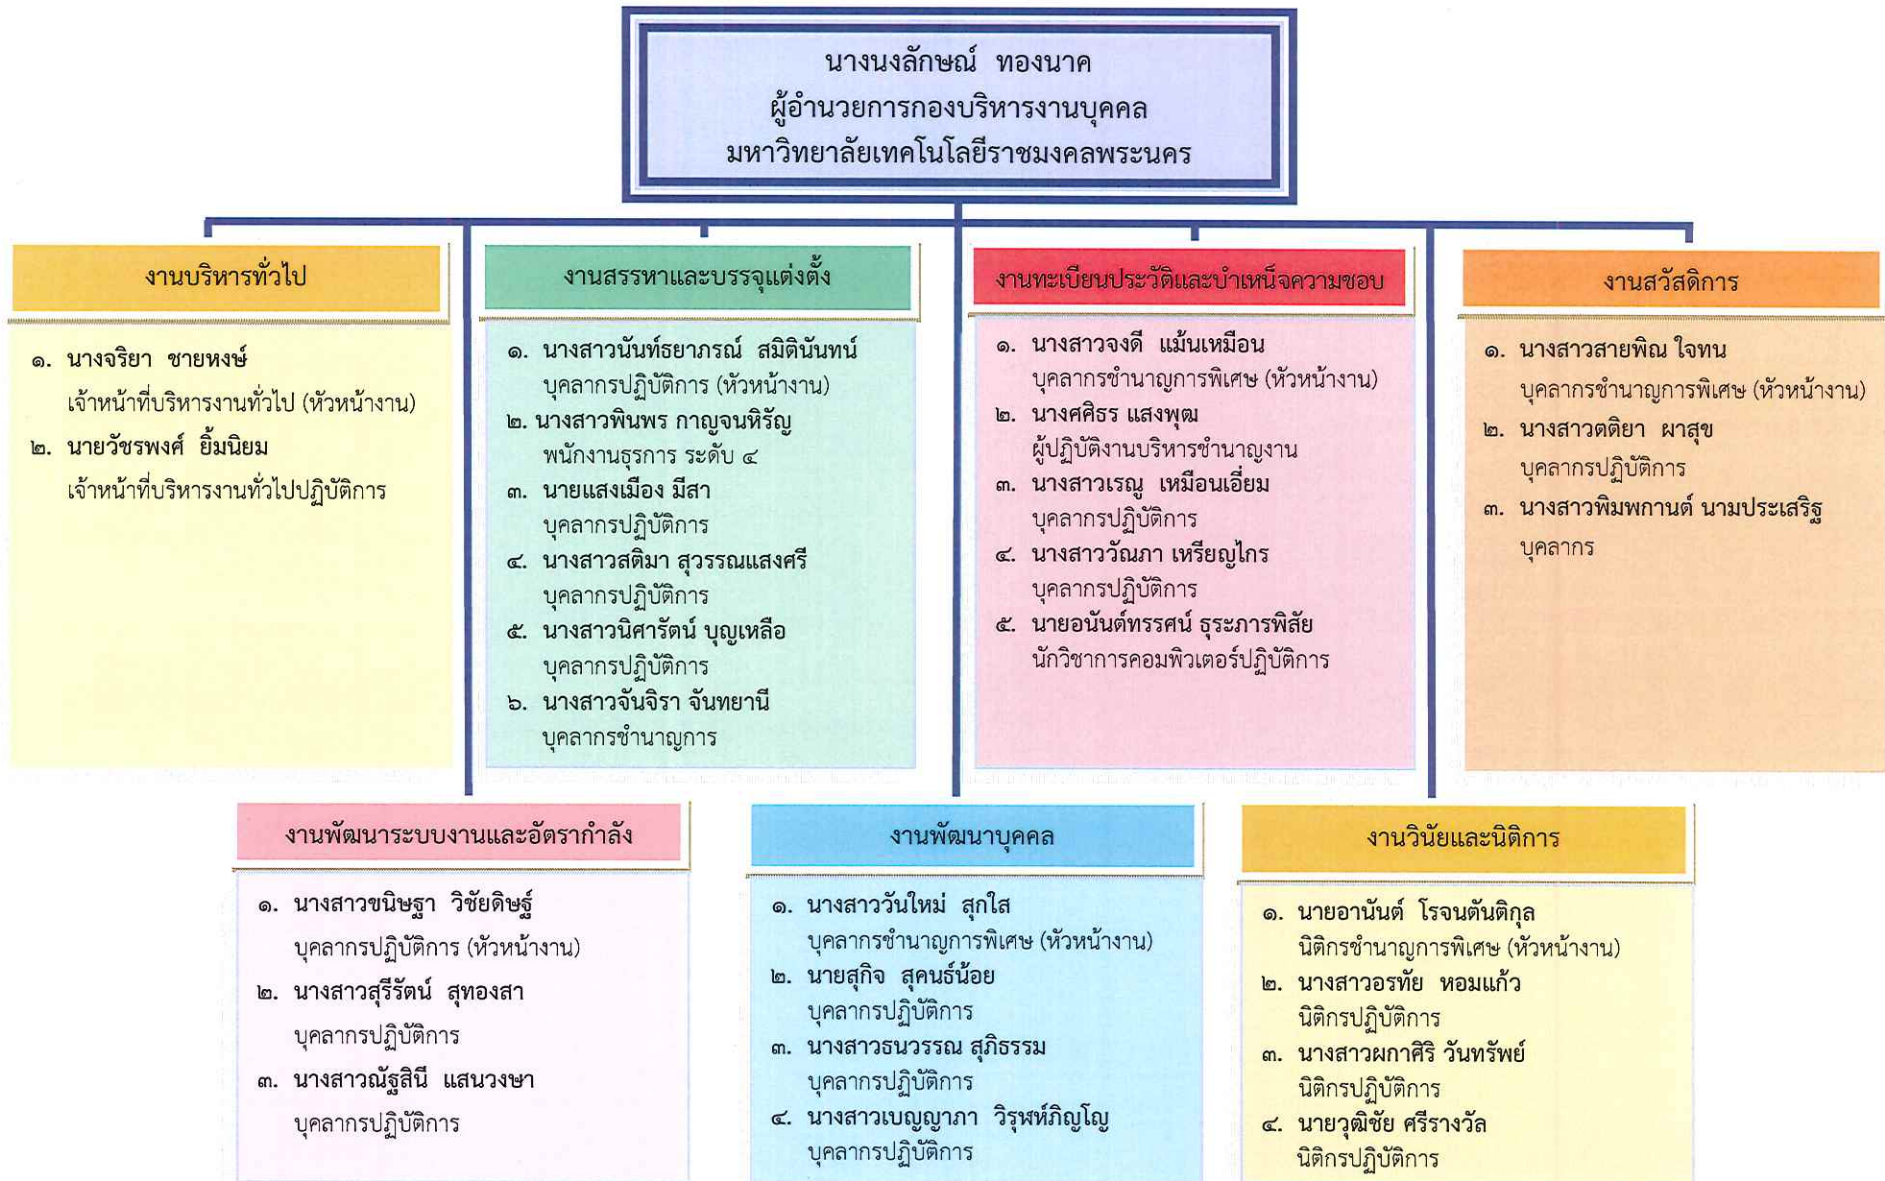 นางนงลักษณ์ ทองนาค
ผู้อำนวยการกองบริหารงานบุคคล
มหาวิทยาลัยเทคโนโลยีราชมงคลพระนคร
งานบริหารทั่วไป
๑. นางจริยา ชายหงษ์
เจ้าหน้าที่บริหารงานทั่วไป (หัวหน้างาน)
๒. นายวัชรพงศ์ ยิ้มนิยม
เจ้าหน้าที่บริหารงานทั่วไปปฏิบัติการ
งานสรรหาและบรรจุแต่งตั้ง
๑. นางสาวนันท์ธยาภรณ์ สมิตินันทน์
บุคลากรปฏิบัติการ (หัวหน้างาน)
๒. นางสาวพินพร กาญจนหิรัญ
พนักงานธุรการ ระดับ ๔
๓. นายแสงเมือง มีสา
บุคลากรปฏิบัติการ
๔. นางสาวสติมา สุวรรณแสงศรี
บุคลากรปฏิบัติการ
๕. นางสาวนิศารัตน์ บุญเหลือ
บุคลากรปฏิบัติการ
๖. นางสาวจันจิรา จันทยานี
บุคลากรชำนาญการ
งานทะเบียนประวัติและบำเหน็จความชอบ
๑. นางสาวจงดี แม้นเหมือน
บุคลากรชำนาญการพิเศษ (หัวหน้างาน)
๒. นางศศิธร แสงพุฒ
ผู้ปฏิบัติงานบริหารชำนาญงาน
๓. นางสาวเรณู เหมือนเอี่ยม
บุคลากรปฏิบัติการ
๔. นางสาววัณภา เหรียญไกร
บุคลากรปฏิบัติการ
๕. นายอนันต์ทรรศน์ ธุระภารพิสัย
นักวิชาการคอมพิวเตอร์ปฏิบัติการ
งานสวัสดิการ
๑. นางสาวสายพิณ ใจทน
บุคลากรชำนาญการพิเศษ (หัวหน้างาน)
๒. นางสาวตติยา ผาสุข
บุคลากรปฏิบัติการ
๓. นางสาวพิมพกานต์ นามประเสริฐ
บุคลากร
งานพัฒนาระบบงานและอัตรากำลัง
๑. นางสาวขนิษฐา วิชัยดิษฐ์
บุคลากรปฏิบัติการ (หัวหน้างาน)
๒. นางสาวสุรีรัตน์ สุทองสา
บุคลากรปฏิบัติการ
๓. นางสาวณัฐสินี แสนวงษา
บุคลากรปฏิบัติการ
งานพัฒนาบุคคล
๑. นางสาววันใหม่ สุกใส
บุคลากรชำนาญการพิเศษ (หัวหน้างาน)
๒. นายสุกิจ สุคนธ์น้อย
บุคลากรปฏิบัติการ
๓. นางสาวธนวรรณ สุภิธรรม
บุคลากรปฏิบัติการ
๔. นางสาวเบญญาภา วิรุฬห์ภิญโญ
บุคลากรปฏิบัติการ
งานวินัยและนิติการ
๑. นายอานันต์ โรจนตันติกุล
นิติกรชำนาญการพิเศษ (หัวหน้างาน)
๒. นางสาวอรทัย หอมแก้ว
นิติกรปฏิบัติการ
๓. นางสาวผกาศิริ วันทรัพย์
นิติกรปฏิบัติการ
๔. นายวุฒิชัย ศรีรางวัล
นิติกรปฏิบัติการ